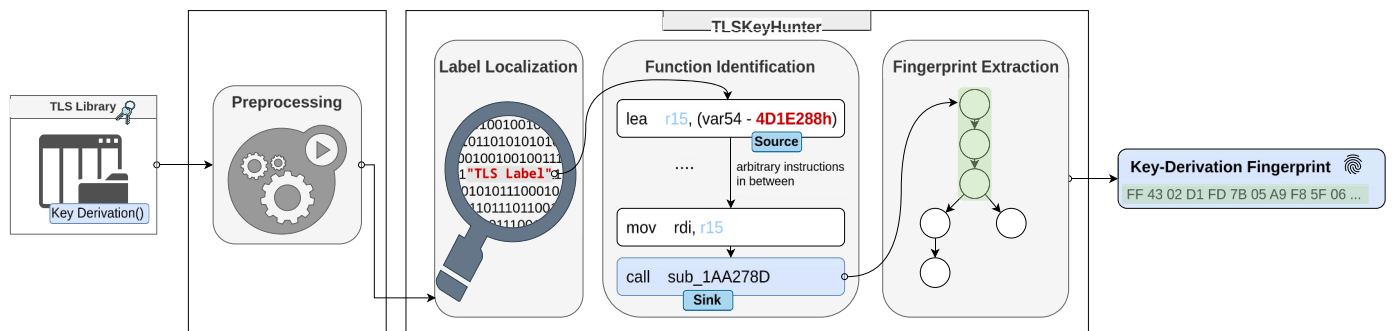 TLSKeyHunter
TLS Library
Key Derivation()
Preprocessing
Label Localization
1001001001
1"TLS Label"
Function Identification
lea r15, (var54 - 4D1E288h)
Source
....
arbitrary instructions
in between
mov rdi, r15
call sub_1AA278D
Sink
Fingerprint Extraction
Key-Derivation Fingerprint
FF 43 02 D1 FD 7B 05 A9 F8 5F 06 ...